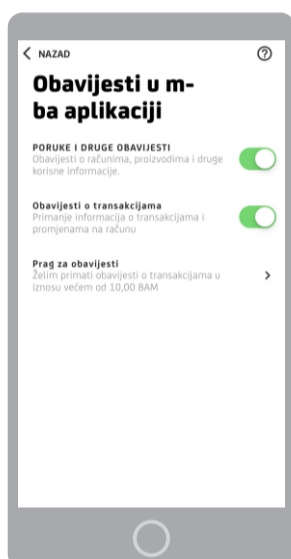 NAZAD
Obavijesti u m-
ba aplikaciji
PORUKE I DRUGE OBAVIJESTI
Obavijesti o računima, proizvodima i druge
korisne informacije.
Obavijesti o transakcijama
Primanje informacija o transakcijama i
promjenama na računu
Prag za obavijesti
Želim primati obavijesti o transakcijama u
iznosu većem od 10,00 BAM